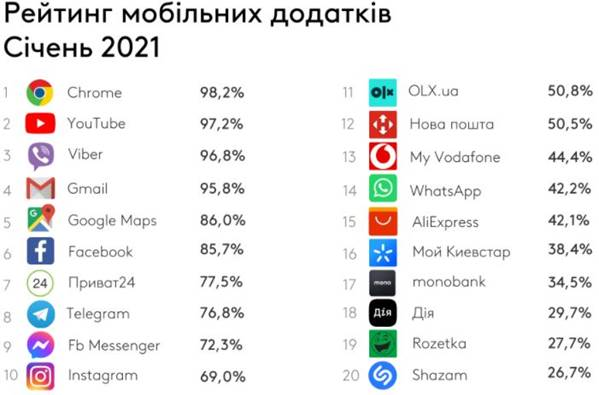 Рейтинг мобільних додатків
Січень 2021
1 Chrome 98,2%
2 YouTube 97,2%
3 Viber 96,8%
4 Gmail 95,8%
5 Google Maps 86,0%
6 Facebook 85,7%
7 24 Приват24 77,5%
8 Telegram 76,8%
9 Fb Messenger 72,3%
10 Instagram 69,0%
11 olx OLX.ua 50,8%
12 Нова пошта 50,5%
13 My Vodafone 44,4%
14 WhatsApp 42,2%
15 AliExpress 42,1%
16 Мой Киевстар 38,4%
17 mono monobank 34,5%
18 Дія Дія 29,7%
19 Rozetka 27,7%
20 Shazam 26,7%